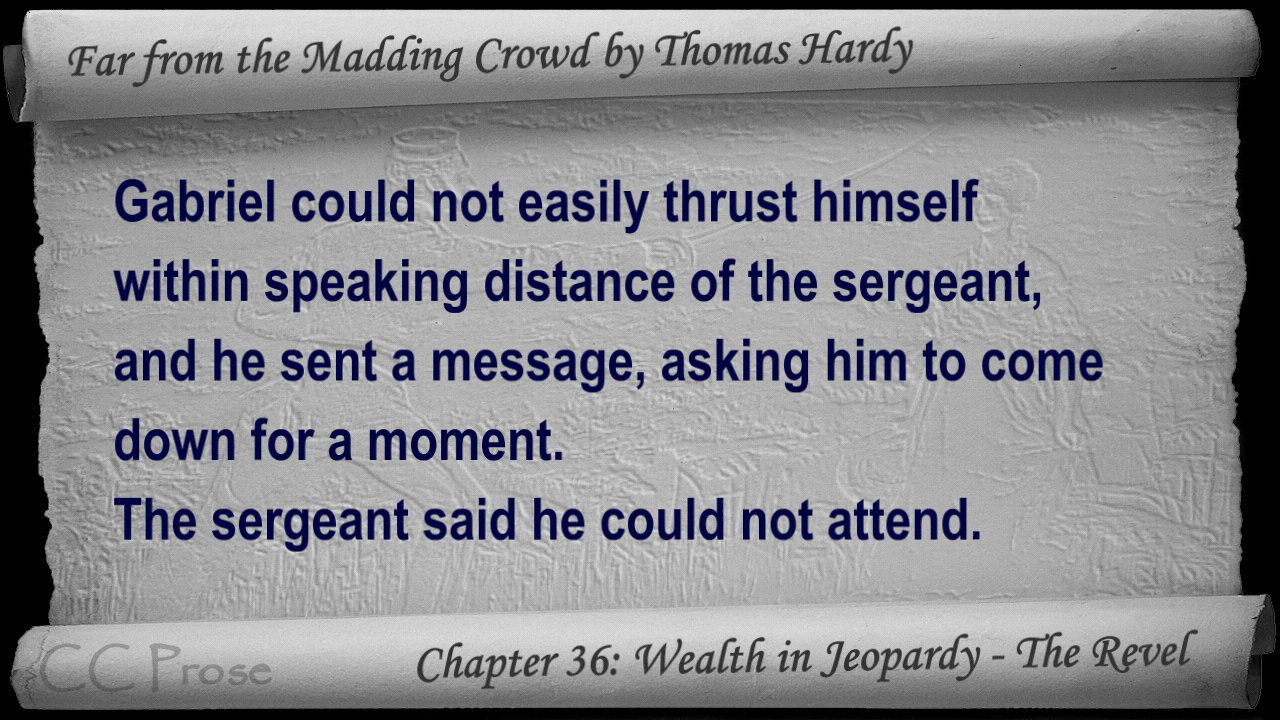 Far from the Madding Crowd by Thomas Hardy
Gabriel could not easily thrust himself
within speaking distance of the sergeant,
and he sent a message, asking him to come
down for a moment.
The sergeant said he could not attend.
CC Prose
Chapter 36: Wealth in Jeopardy - The Revel